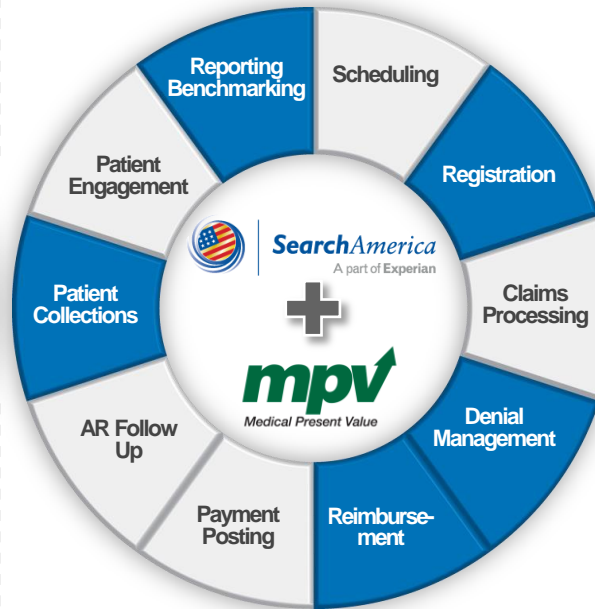 Reporting
Benchmarking
Scheduling
Registration
Claims
Processing
Denial
Management
Reimburse-
ment
Payment
Posting
AR Follow
Up
Patient
Collections
Patient
Engagement
SearchAmerica
A part of Experian
mpv
Medical Present Value